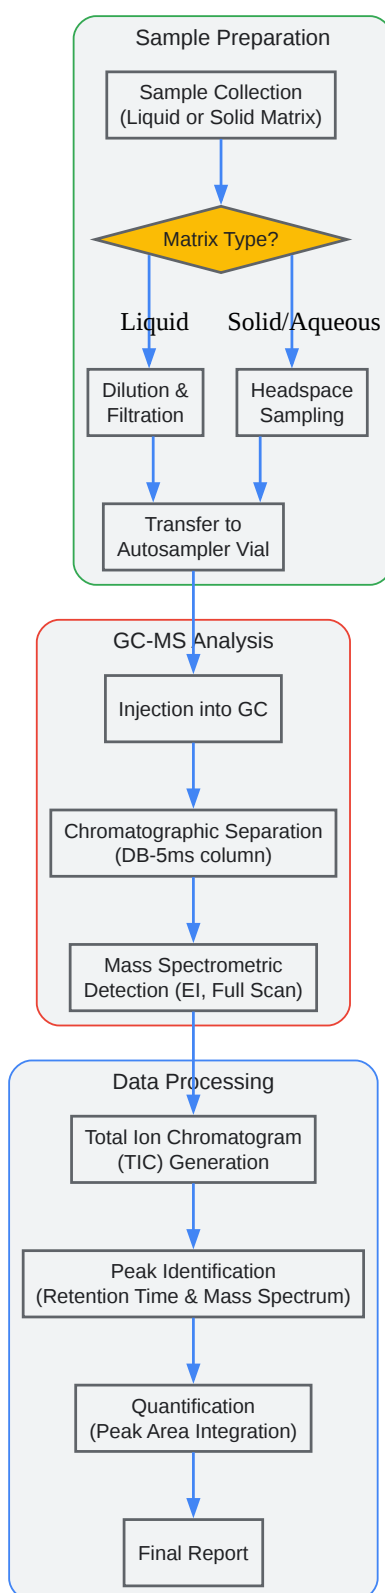 Sample Preparation
Sample Collection
(Liquid or Solid Matrix)
Matrix Type?
Liquid
Solid/Aqueous
Dilution &
Filtration
Headspace
Sampling
Transfer to
Autosampler Vial
GC-MS Analysis
Injection into GC
Chromatographic Separation
(DB-5ms column)
Mass Spectrometric
Detection (EI, Full Scan)
Data Processing
Total Ion Chromatogram
(TIC) Generation
Peak Identification
(Retention Time & Mass Spectrum)
Quantification
(Peak Area Integration)
Final Report